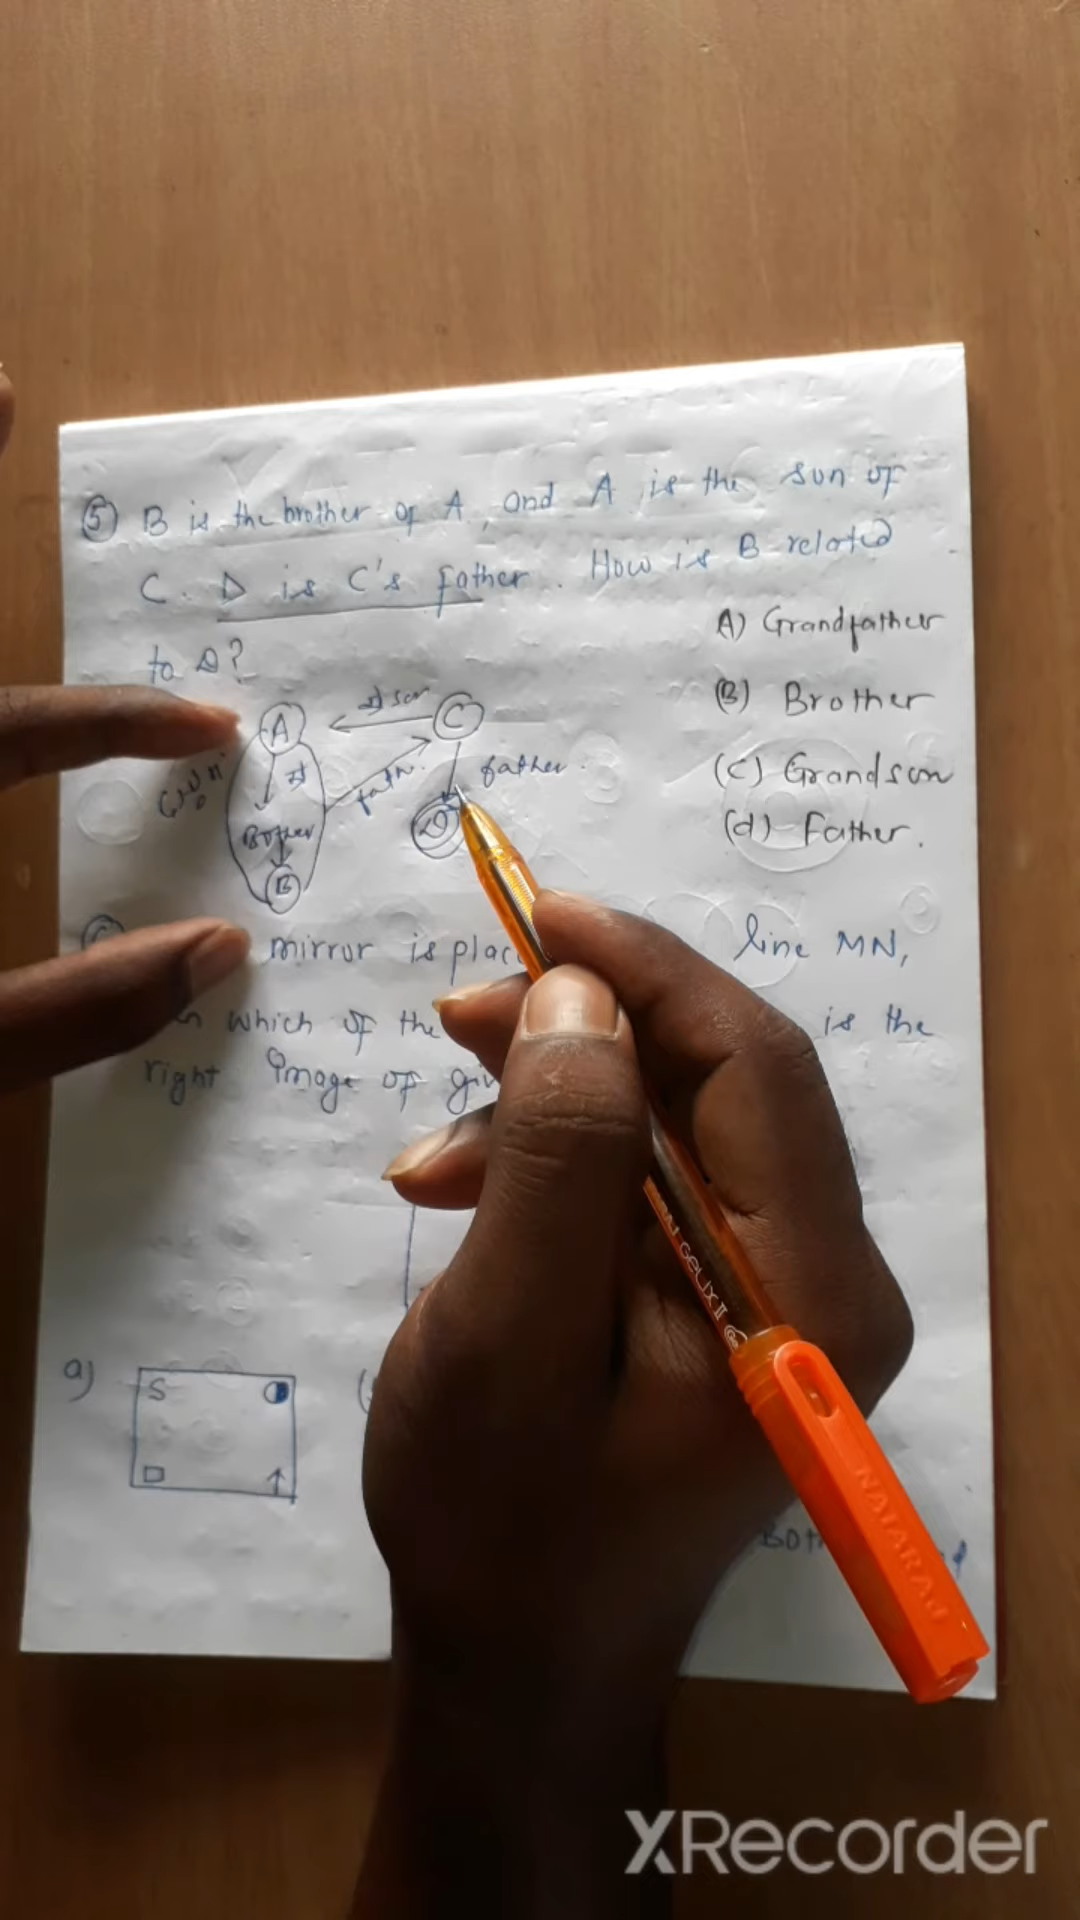 5 B is the brother of A, and A is the son of
C. D is C's father. How is B related
to D?
A) Grandfather
(B) Brother
(C) Grandson
(d) Father.
A
son
C
father.
Brother
D
B
mirror is plac line MN,
which of the is the
right image of giv
a)
S
XRecorder